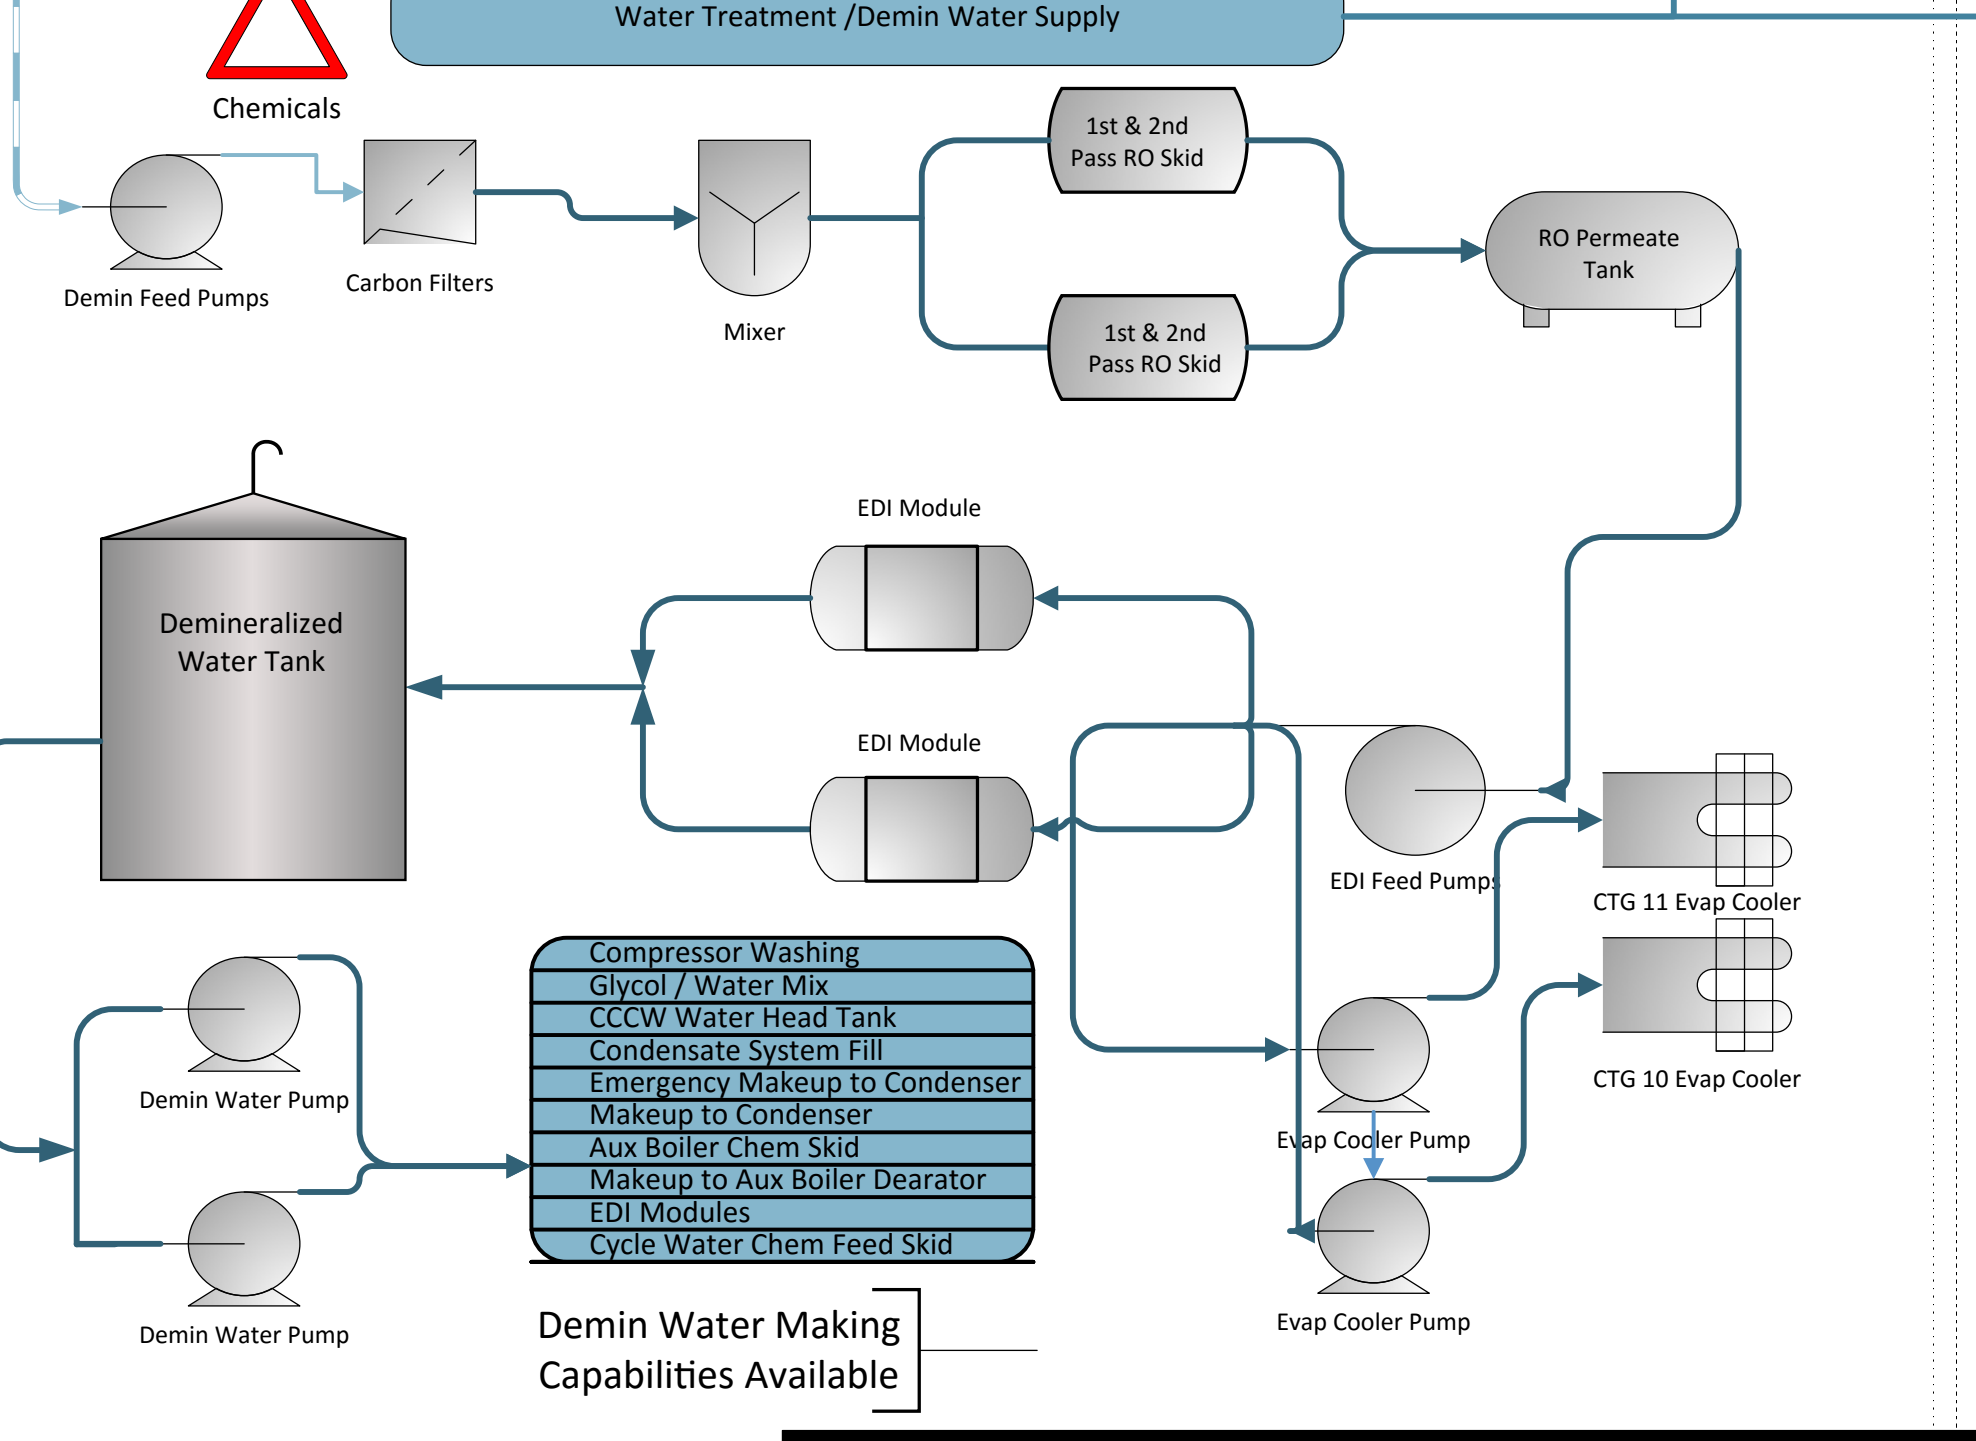 Water Treatment /Demin Water Supply
Chemicals
1st & 2nd
Pass RO Skid
RO Permeate
Tank
Demin Feed Pumps
Carbon Filters
Mixer
1st & 2nd
Pass RO Skid
EDI Module
Demineralized
Water Tank
EDI Module
EDI Feed Pumps
CTG 11 Evap Cooler
Compressor Washing
Glycol / Water Mix
CCCW Water Head Tank
Condensate System Fill
Emergency Makeup to Condenser
Makeup to Condenser
Aux Boiler Chem Skid
Makeup to Aux Boiler Dearator
EDI Modules
Cycle Water Chem Feed Skid
CTG 10 Evap Cooler
Demin Water Pump
Evap Cooler Pump
Demin Water Pump
Evap Cooler Pump
Demin Water Making
Capabilities Available